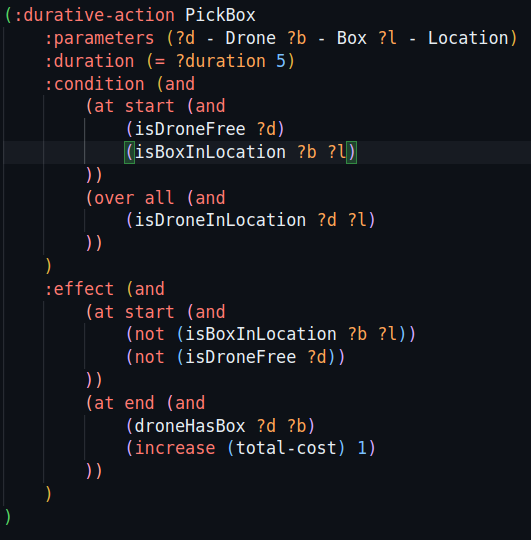 (:durative-action PickBox
    :parameters (?d - Drone ?b - Box ?l - Location)
    :duration (= ?duration 5)
    :condition (and
        (at start (and
            (isDroneFree ?d)
            (isBoxInLocation ?b ?l)
        ))
        (over all (and
            (isDroneInLocation ?d ?l)
        ))
    )
    :effect (and
        (at start (and
            (not (isBoxInLocation ?b ?l))
            (not (isDroneFree ?d))
        ))
        (at end (and
            (droneHasBox ?d ?b)
            (increase (total-cost) 1)
        ))
    )
)